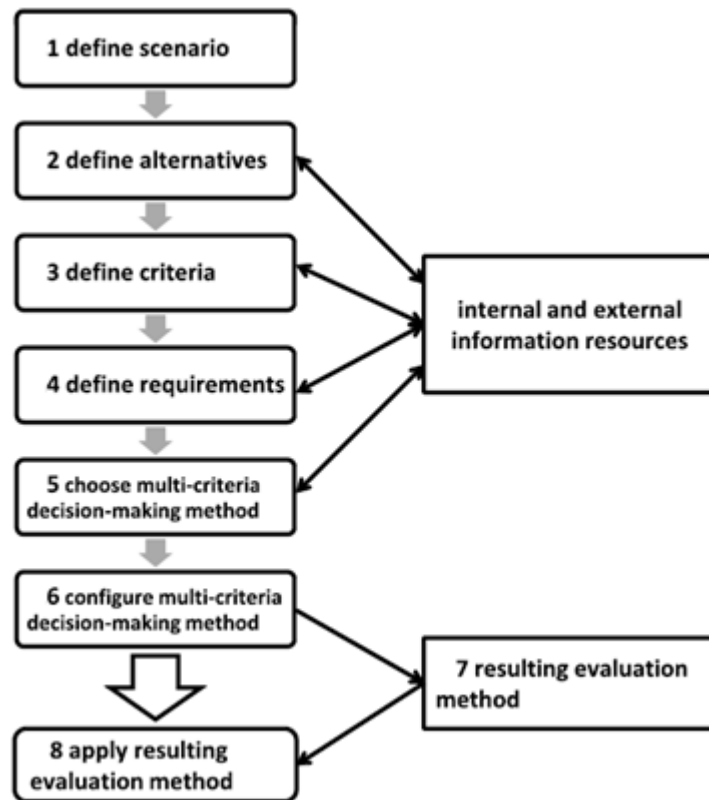 1 define scenario
2 define alternatives
3 define criteria
internal and external
information resources
4 define requirements
5 choose multi-criteria
decision-making method
6 configure multi-criteria
decision-making method
7 resulting evaluation
method
8 apply resulting
evaluation method